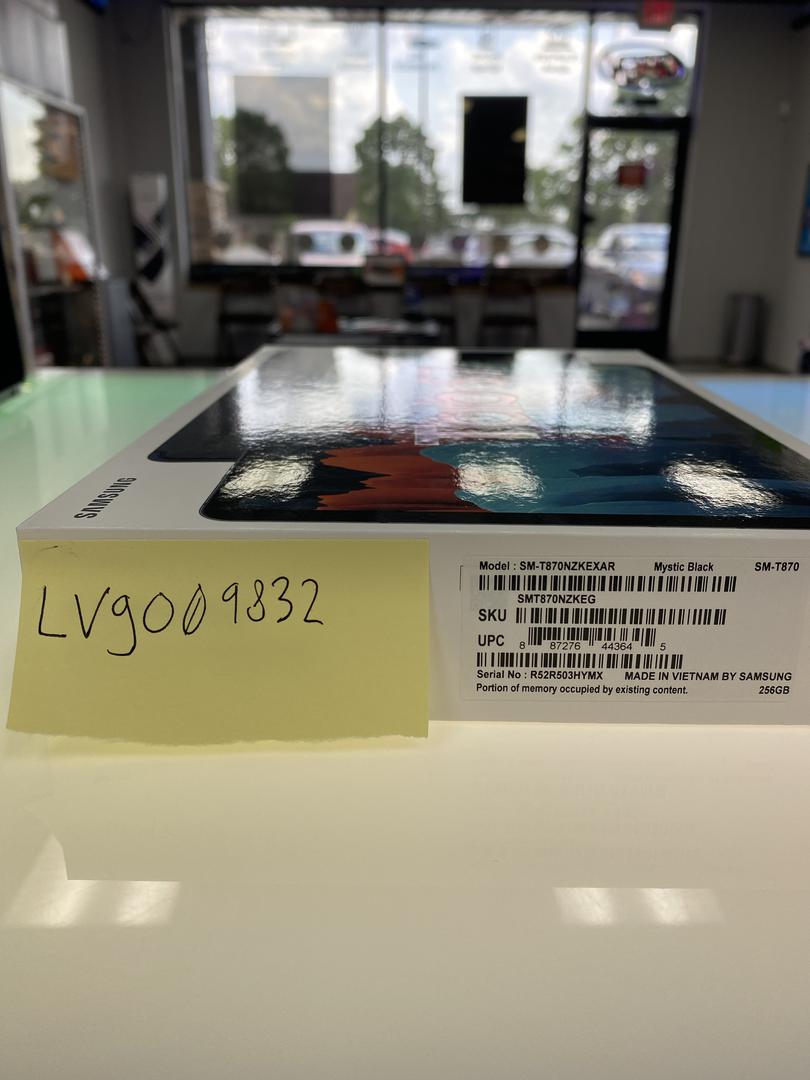 SAMSUNG
LVgO09832
Model : SM-T870NZKEXAR Mystic Black SM-T870
SMT870NZKEG
SKU
UPC 8 87276 44364 5
Serial No : R52R503HYMX MADE IN VIETNAM BY SAMSUNG
Portion of memory occupied by existing content. 256GB